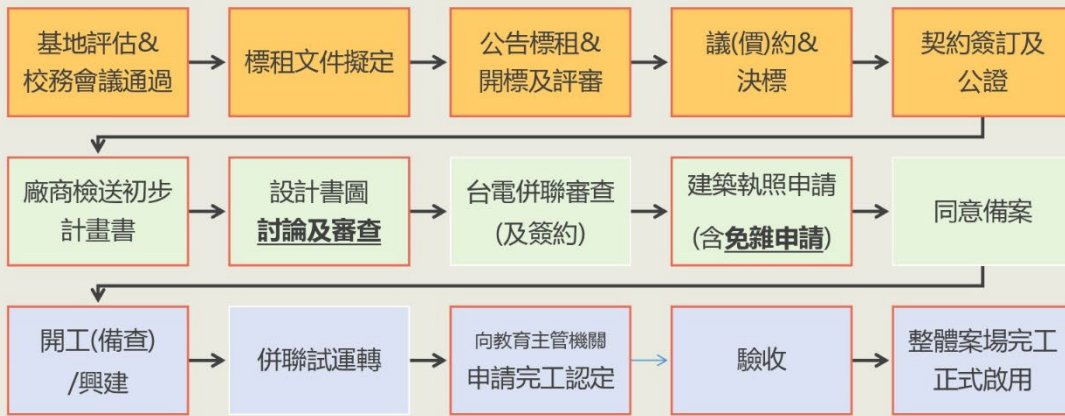 基地評估&
校務會議通過
標租文件擬定
公告標租&
開標及評審
議(價)約&
決標
契約簽訂及
公證
廠商檢送初步
計畫書
設計書圖
討論及審查
台電併聯審查
(及簽約)
建築執照申請
(含免雜申請)
同意備案
開工(備查)
/興建
併聯試運轉
向教育主管機關
申請完工認定
驗收
整體案場完工
正式啟用